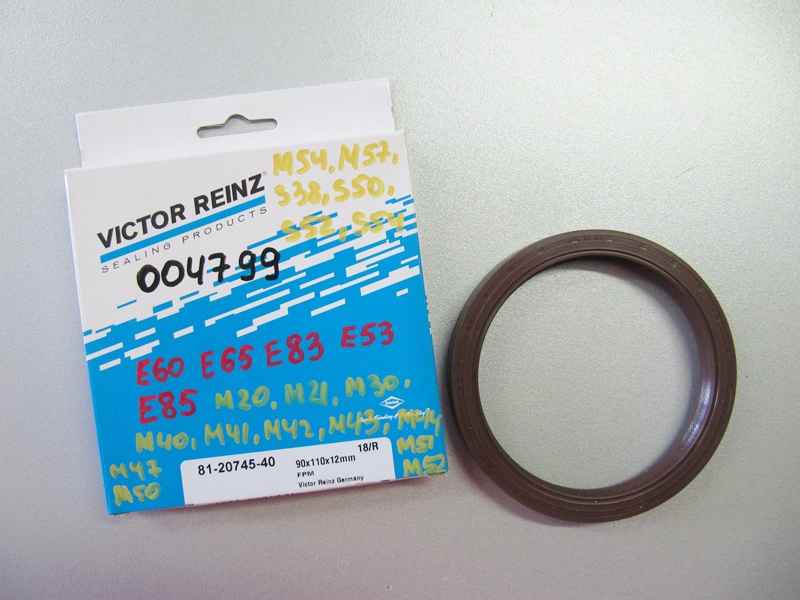 M54, M57,
S38, S50,
S52, S54
VICTOR REINZ
SEALING PRODUCTS
004799
E60 E65 E83 E53
E85 M20, M21, M30,
M40, M41, M42, M43, M44
M47 M51
M50 M52
18/R
81-20745-40 90x110x12mm
FPM
Victor Reinz Germany